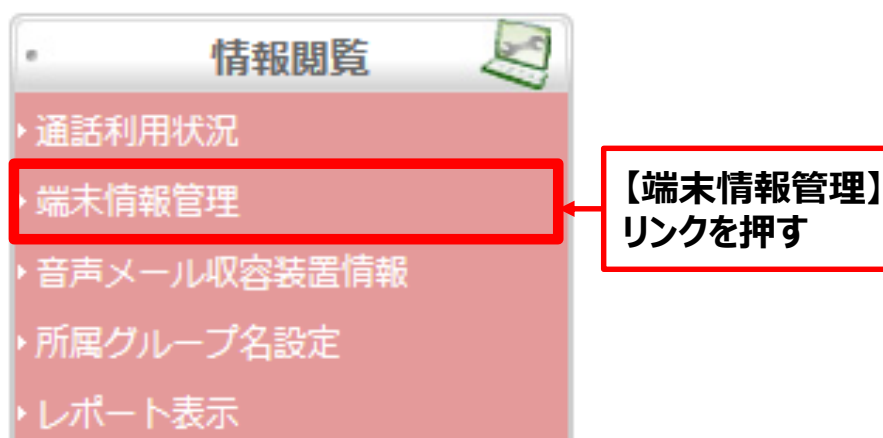 情報閲覧
通話利用状況
端末情報管理
【端末情報管理】
リンクを押す
音声メール収容装置情報
所属グループ名設定
レポート表示